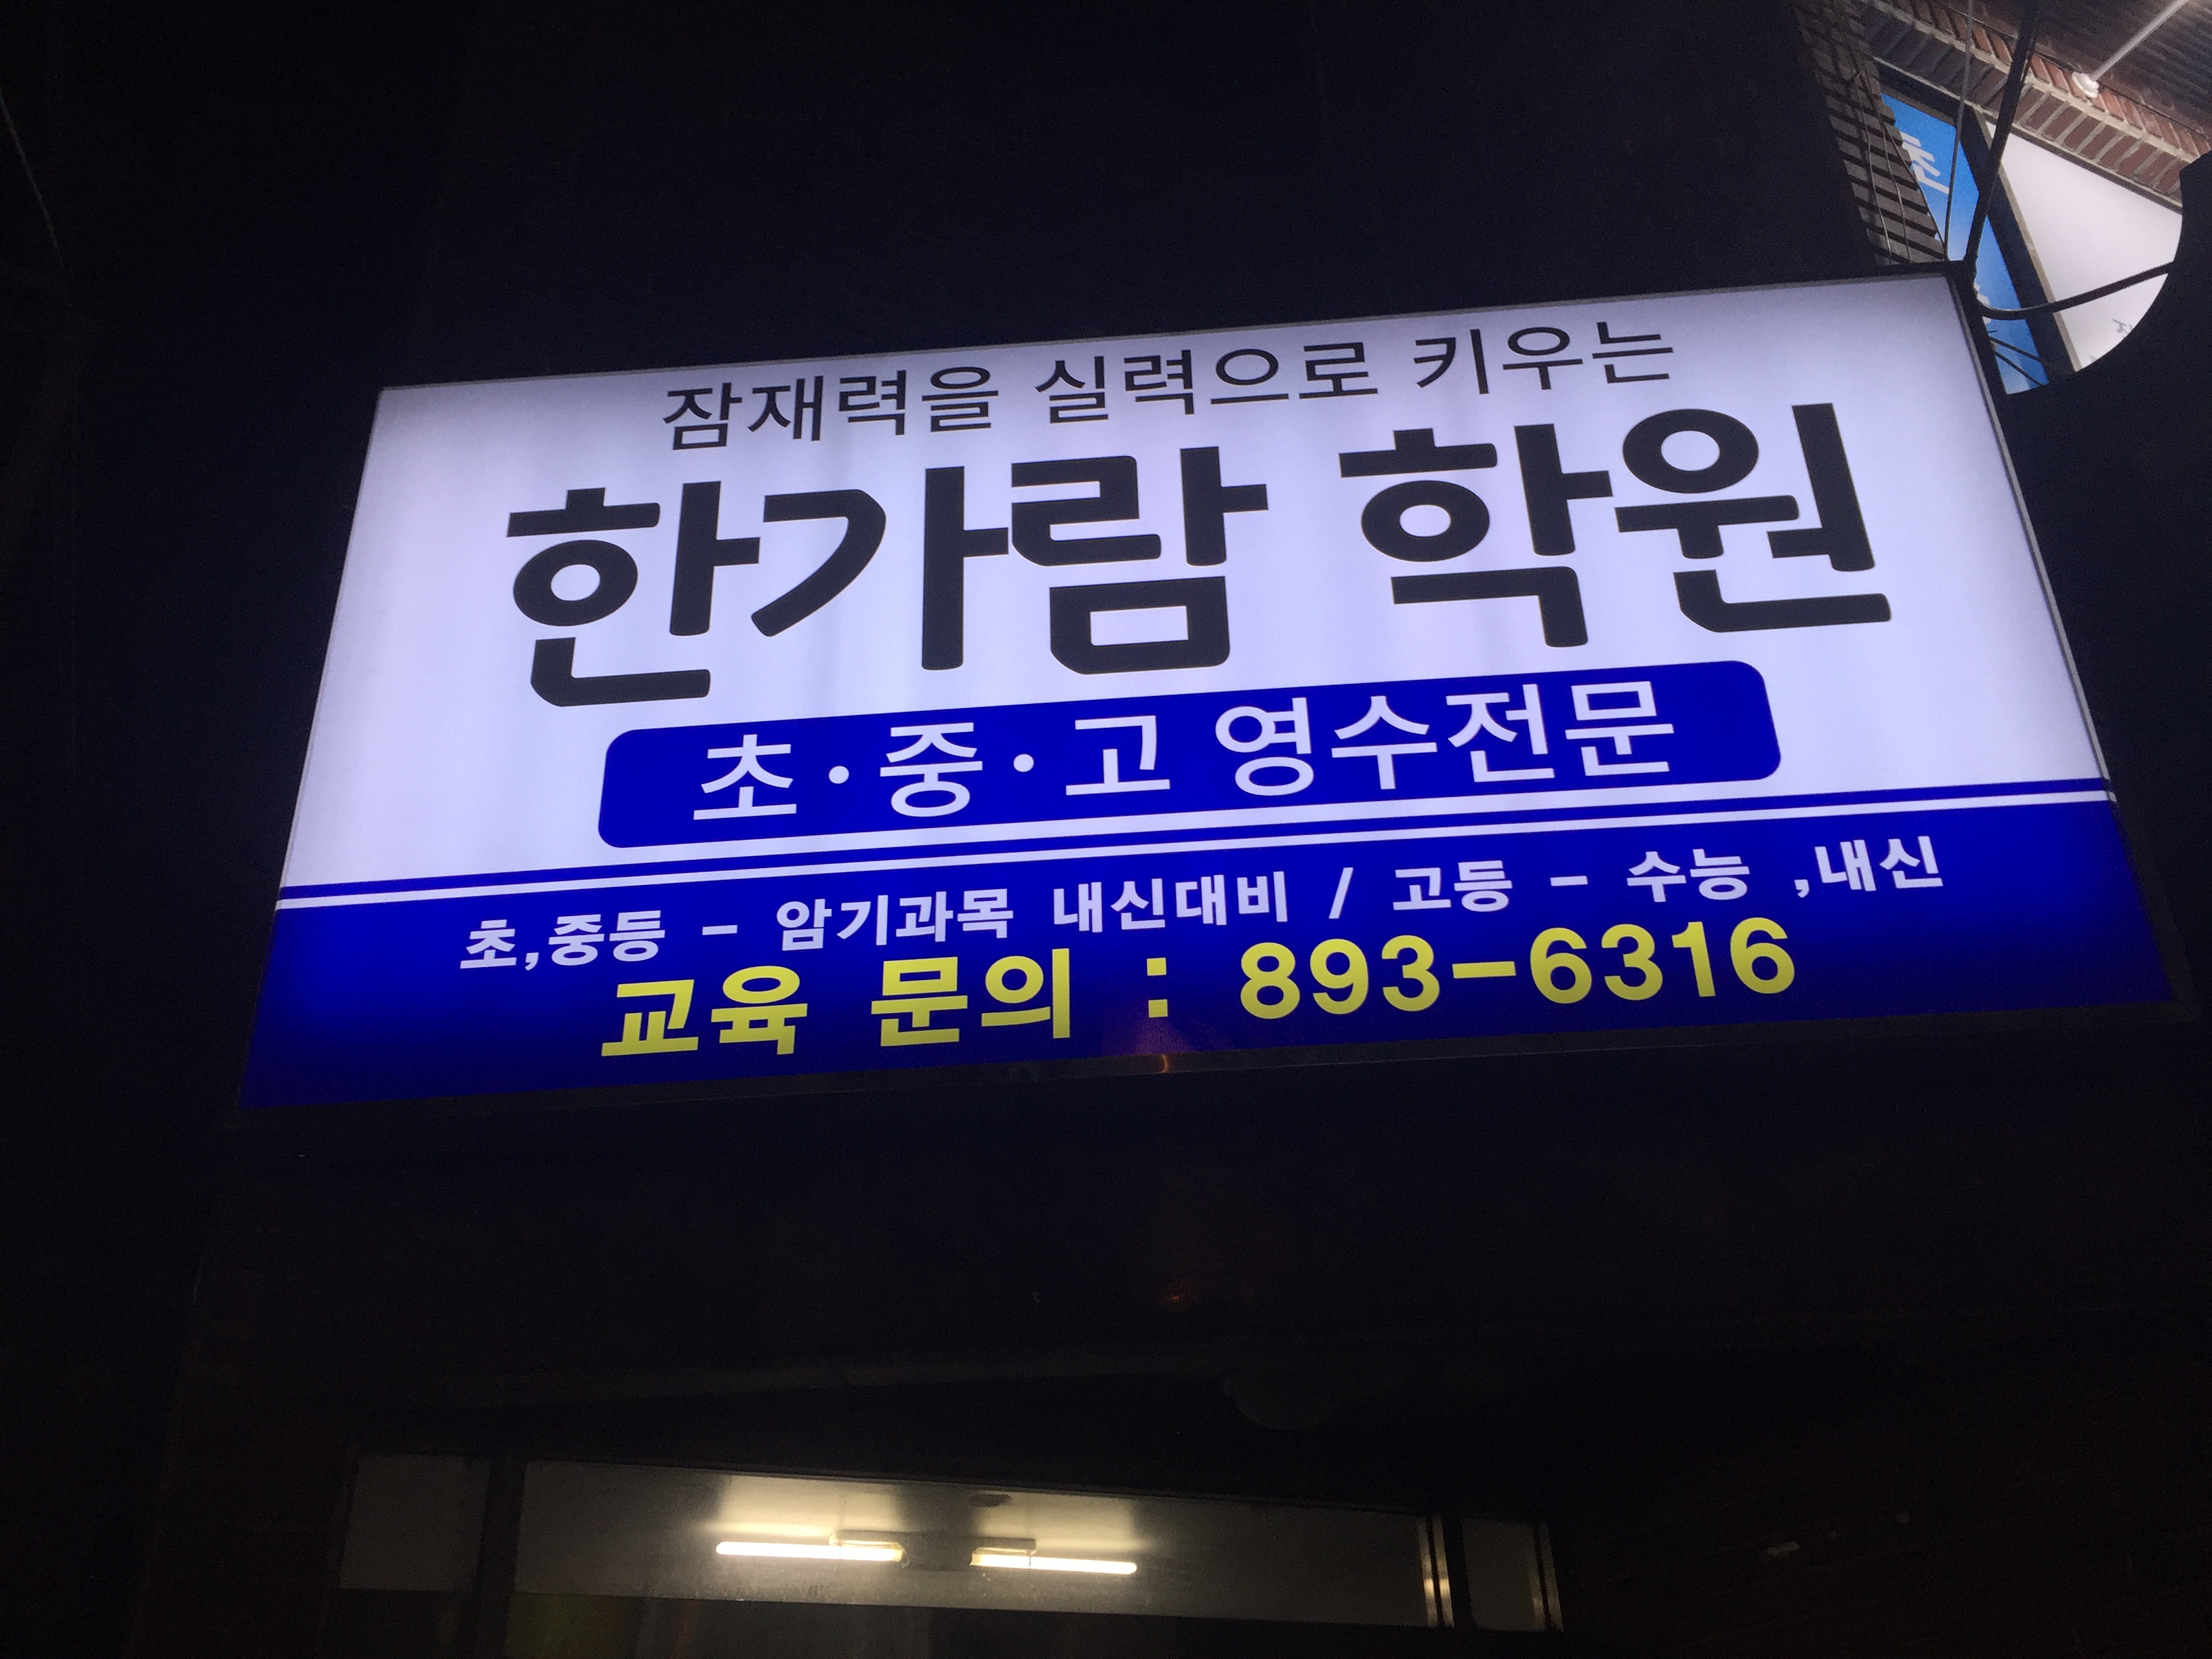 잠재력을 실력으로 키우는
한가람 학원
초·중·고 영수전문
초,중등 - 암기과목 내신대비 / 고등 - 수능 ,내신
교육 문의 : 893-6316
초